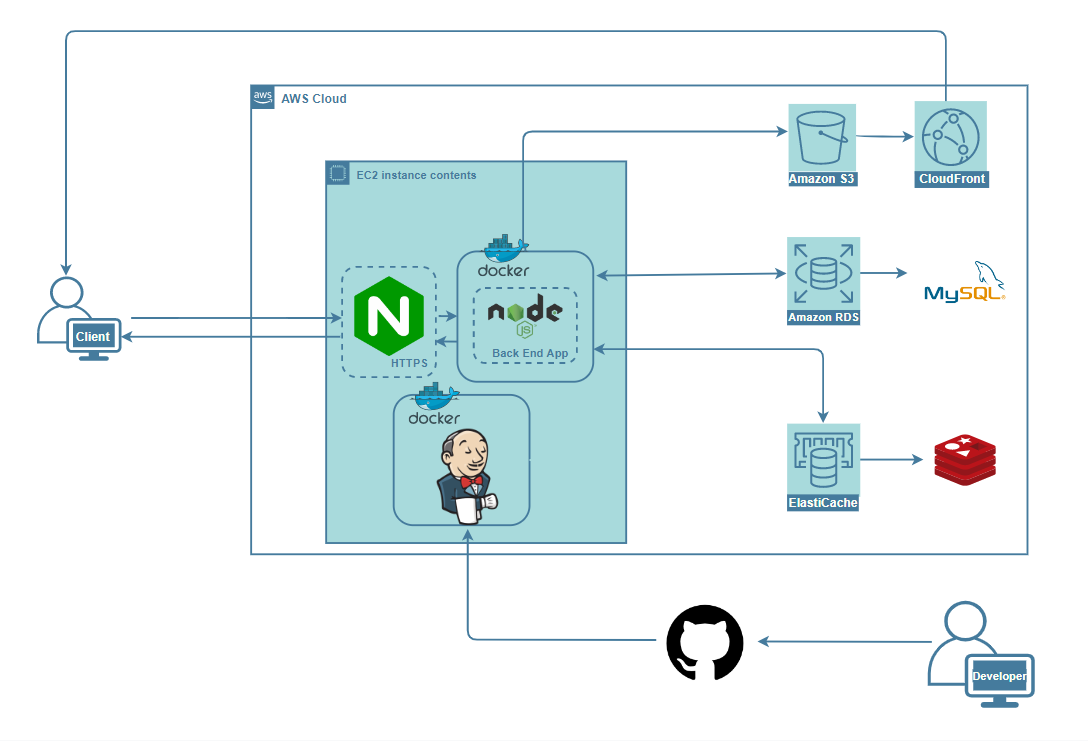 aws
AWS Cloud
Amazon S3
CloudFront
EC2 instance contents
docker
node
JS
Back End App
N
HTTPS
Client
Amazon RDS
MySQL®
docker
ElastiCache
Developer